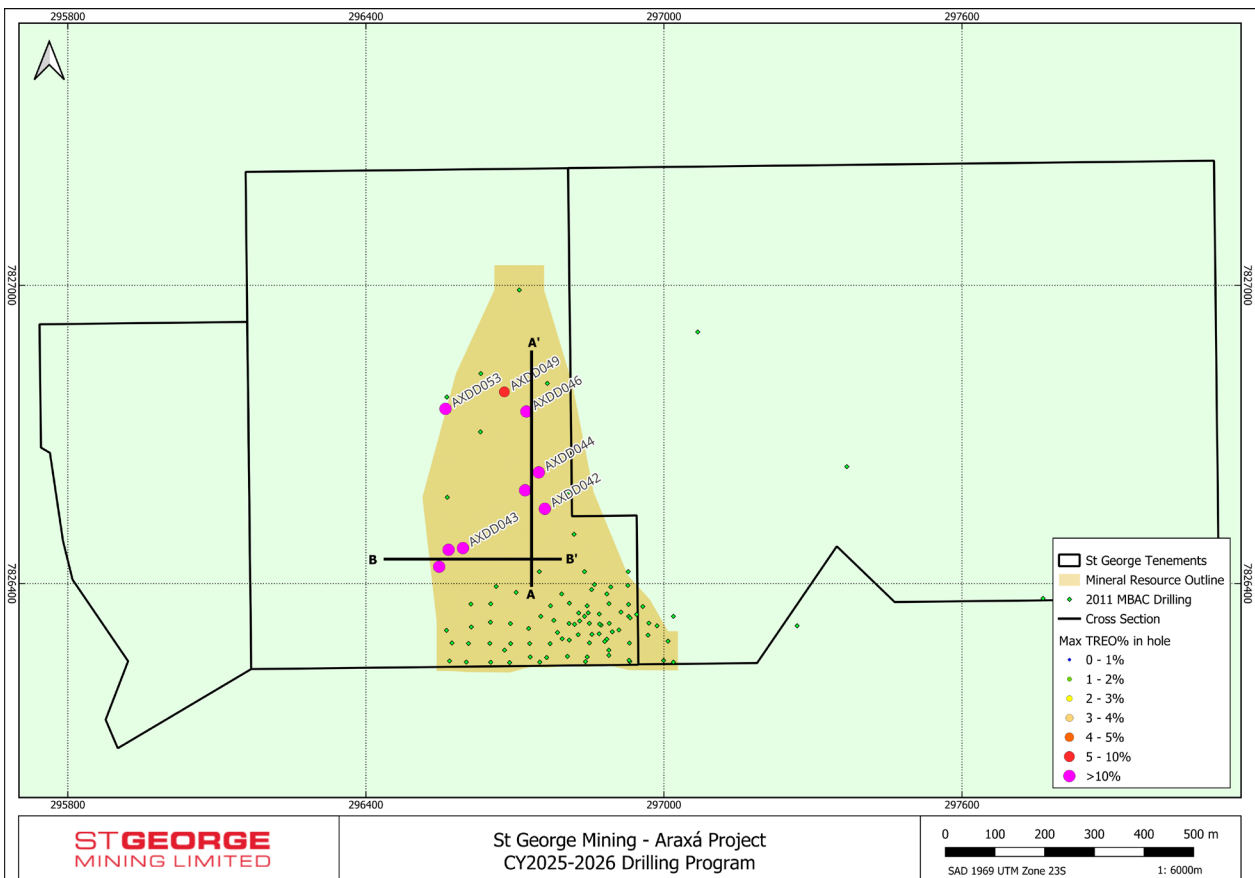 295800
296400
297000
297600
7827000
7827000
A'
AXDD053
AXDD049
AXDD046
AXDD044
AXDD042
AXDD043
B
B'
A
7826400
7826400
St George Tenements
Mineral Resource Outline
2011 MBAC Drilling
Cross Section
Max TREO% in hole
0 - 1%
1 - 2%
2 - 3%
3 - 4%
4 - 5%
5 - 10%
>10%
295800
296400
297000
297600
STGEORGE
MINING LIMITED
St George Mining - Araxá Project
CY2025-2026 Drilling Program
0 100 200 300 400 500 m
SAD 1969 UTM Zone 23S
1: 6000m